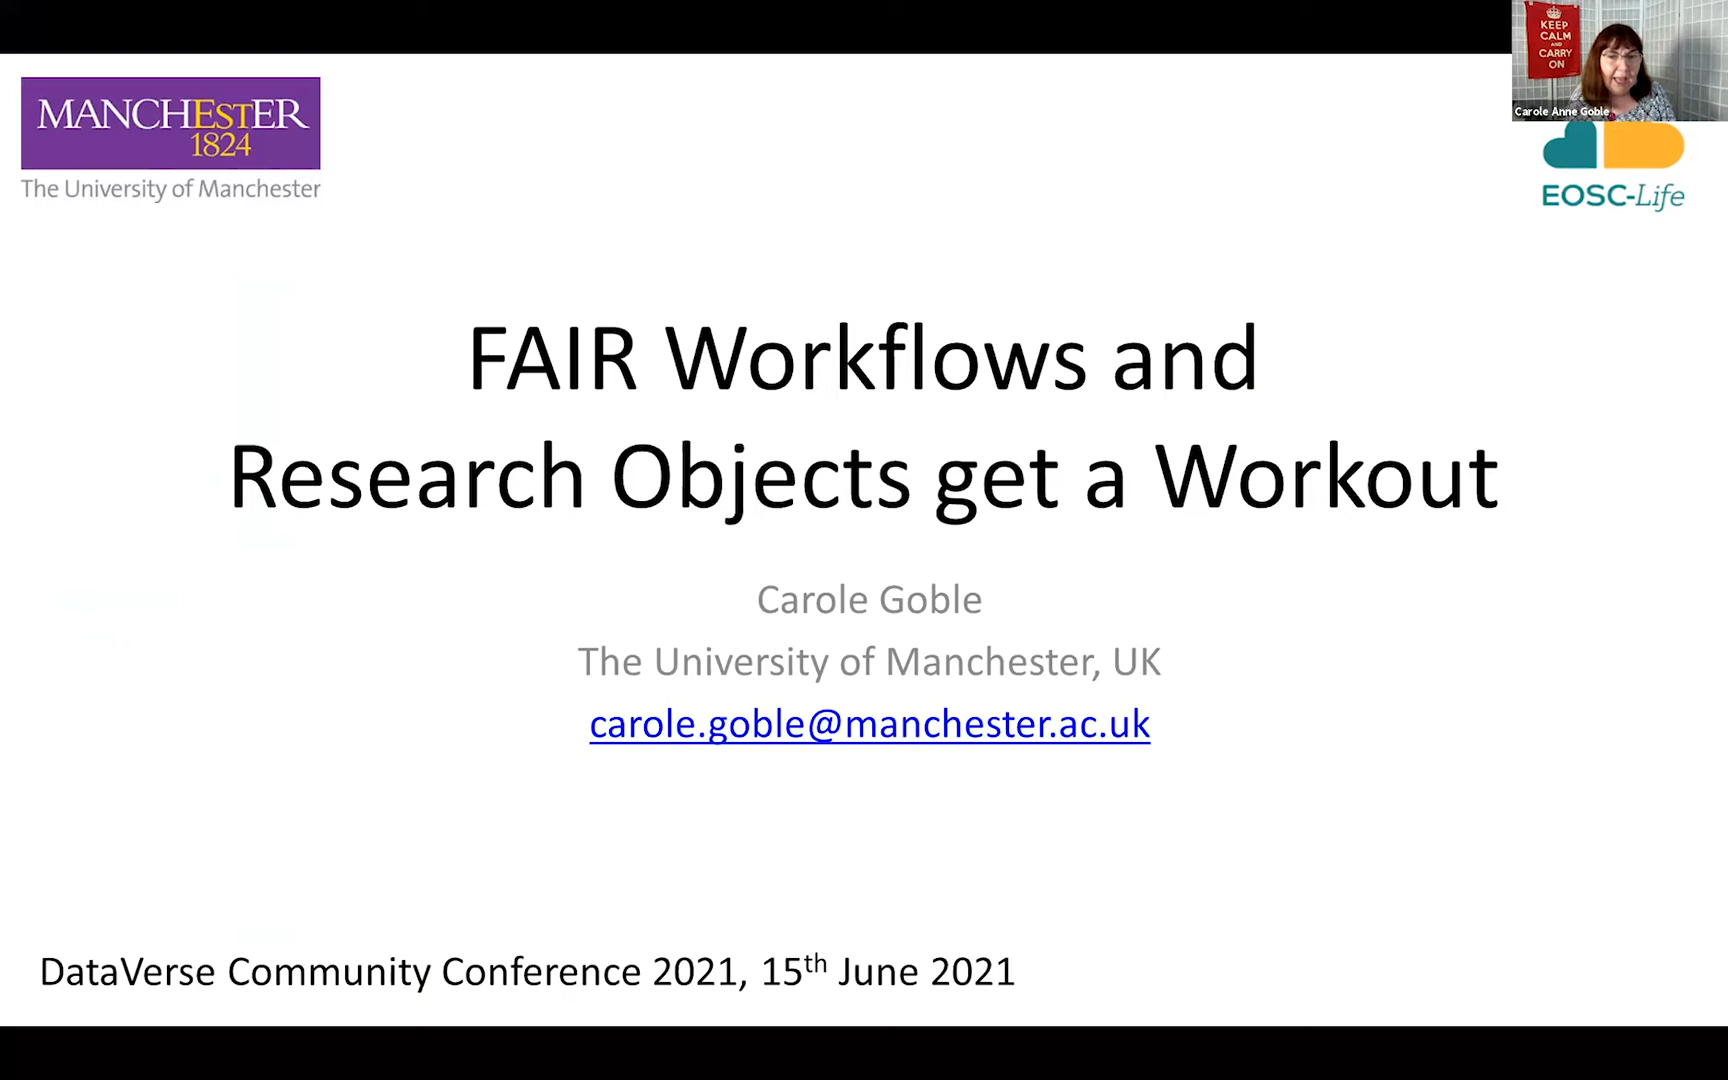 MANCHESTER
1824
The University of Manchester
KEEP
CALM
AND
CARRY
ON
Carole Anne Goble
EOSC-Life
FAIR Workflows and
Research Objects get a Workout
Carole Goble
The University of Manchester, UK
carole.goble@manchester.ac.uk
DataVerse Community Conference 2021, 15th June 2021